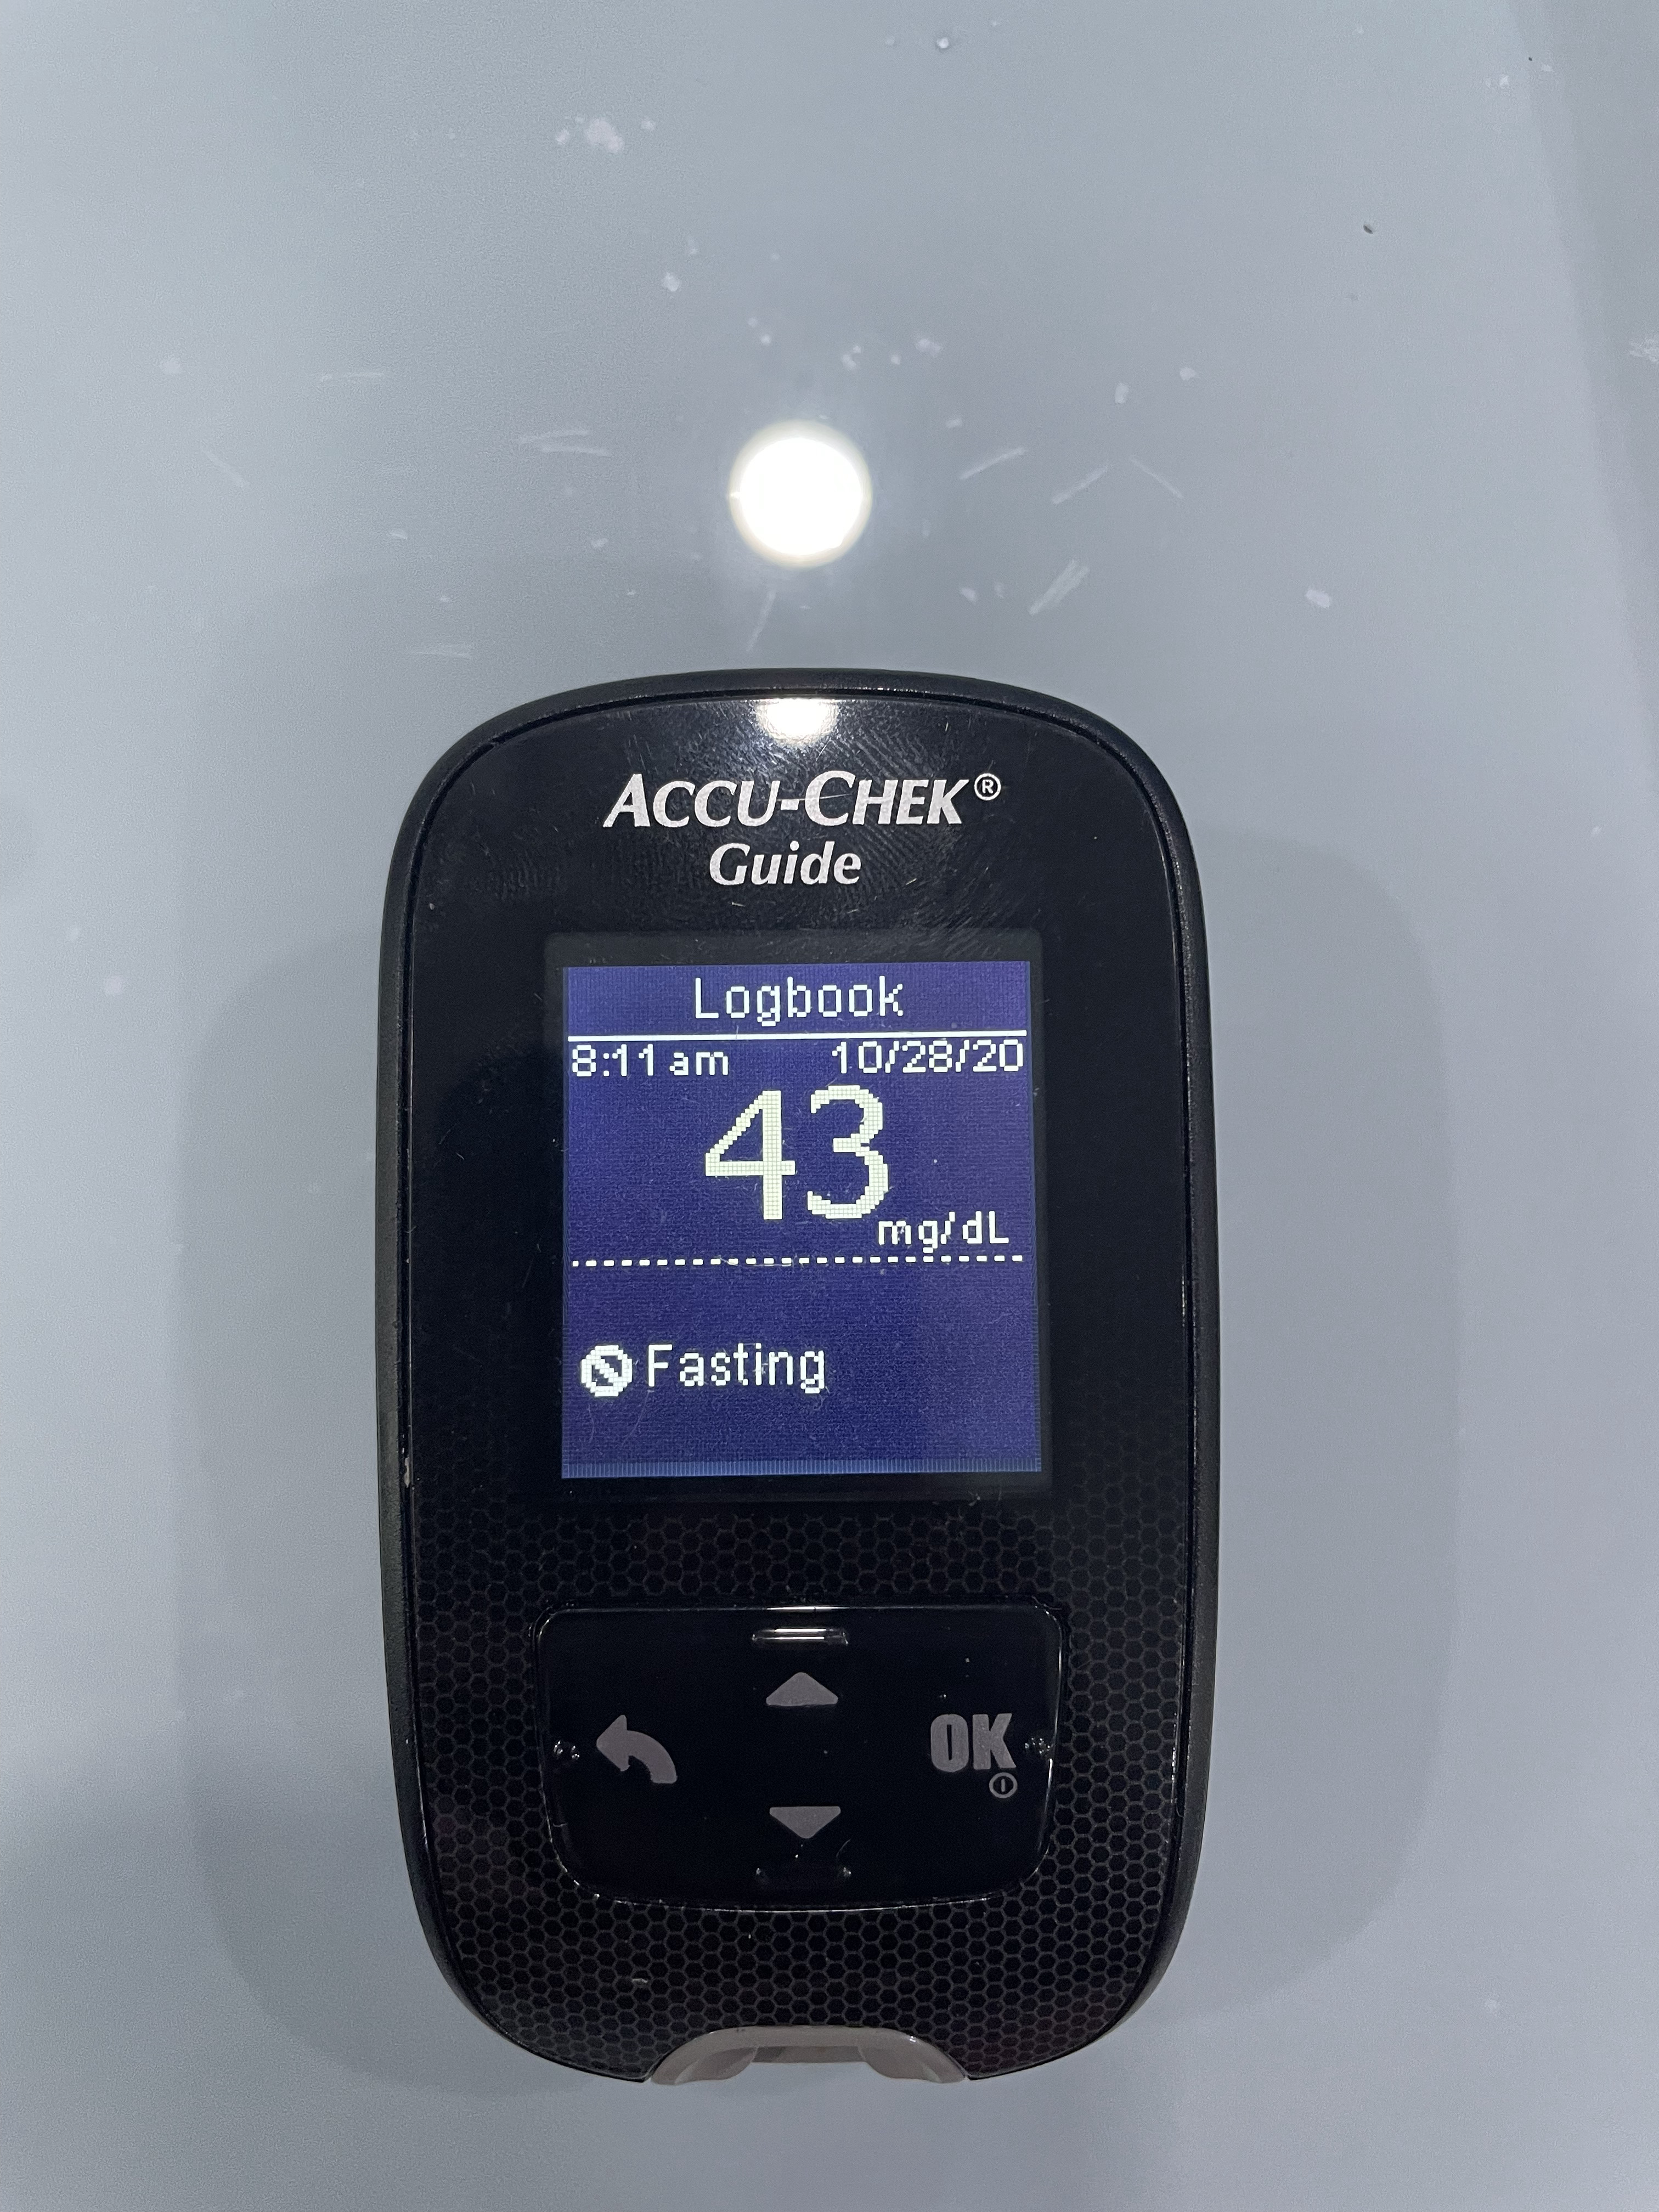 ACCU-CHEK®
Guide
Logbook
8:11 am 10/28/20
43
mg/dL
Fasting
OK